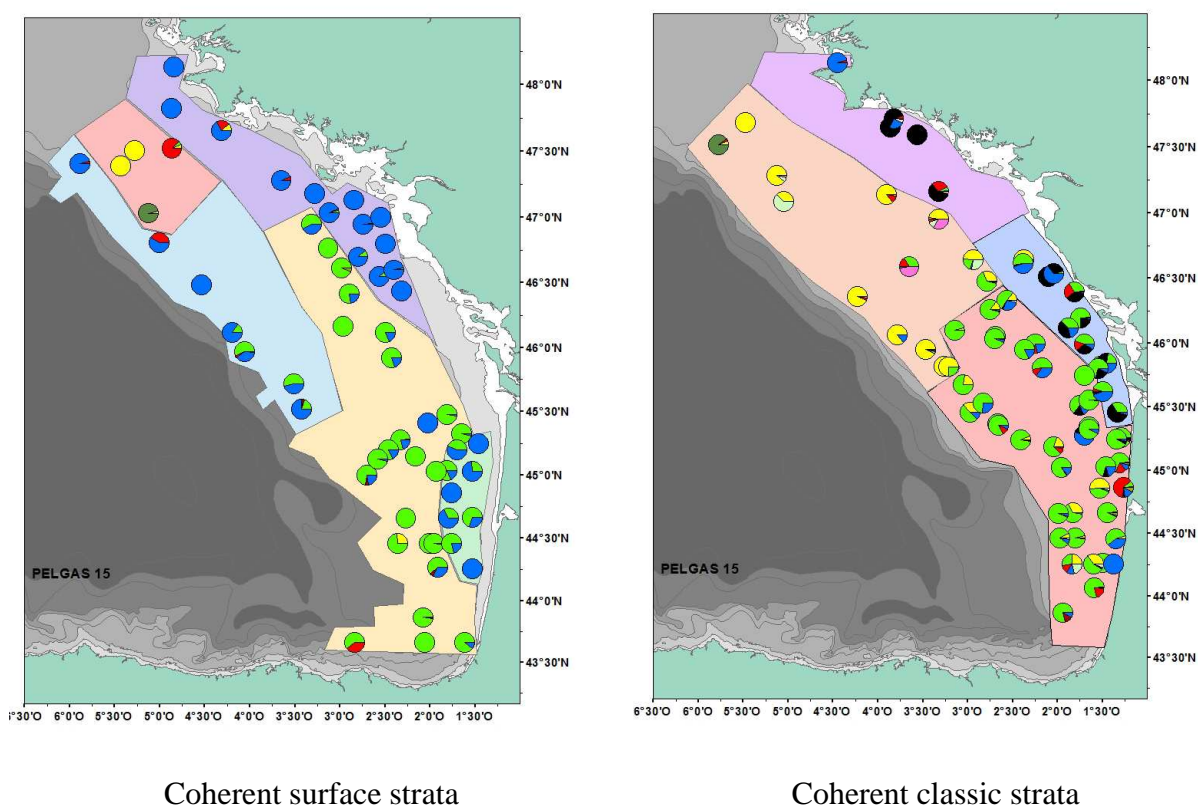 48°0'N
47°30'N
47°0'N
46°30'N
46°0'N
45°30'N
45°0'N
44°30'N
44°0'N
43°30'N
PELGAS 15
6°0'O 5°30'O 5°0'O 4°30'O 4°0'O 3°30'O 3°0'O 2°30'O 2°0'O 1°30'O
48°0'N
47°30'N
47°0'N
46°30'N
46°0'N
45°30'N
45°0'N
44°30'N
44°0'N
43°30'N
PELGAS 15
6°30'O 6°0'O 5°30'O 5°0'O 4°30'O 4°0'O 3°30'O 3°0'O 2°30'O 2°0'O 1°30'O
Coherent surface strata
Coherent classic strata